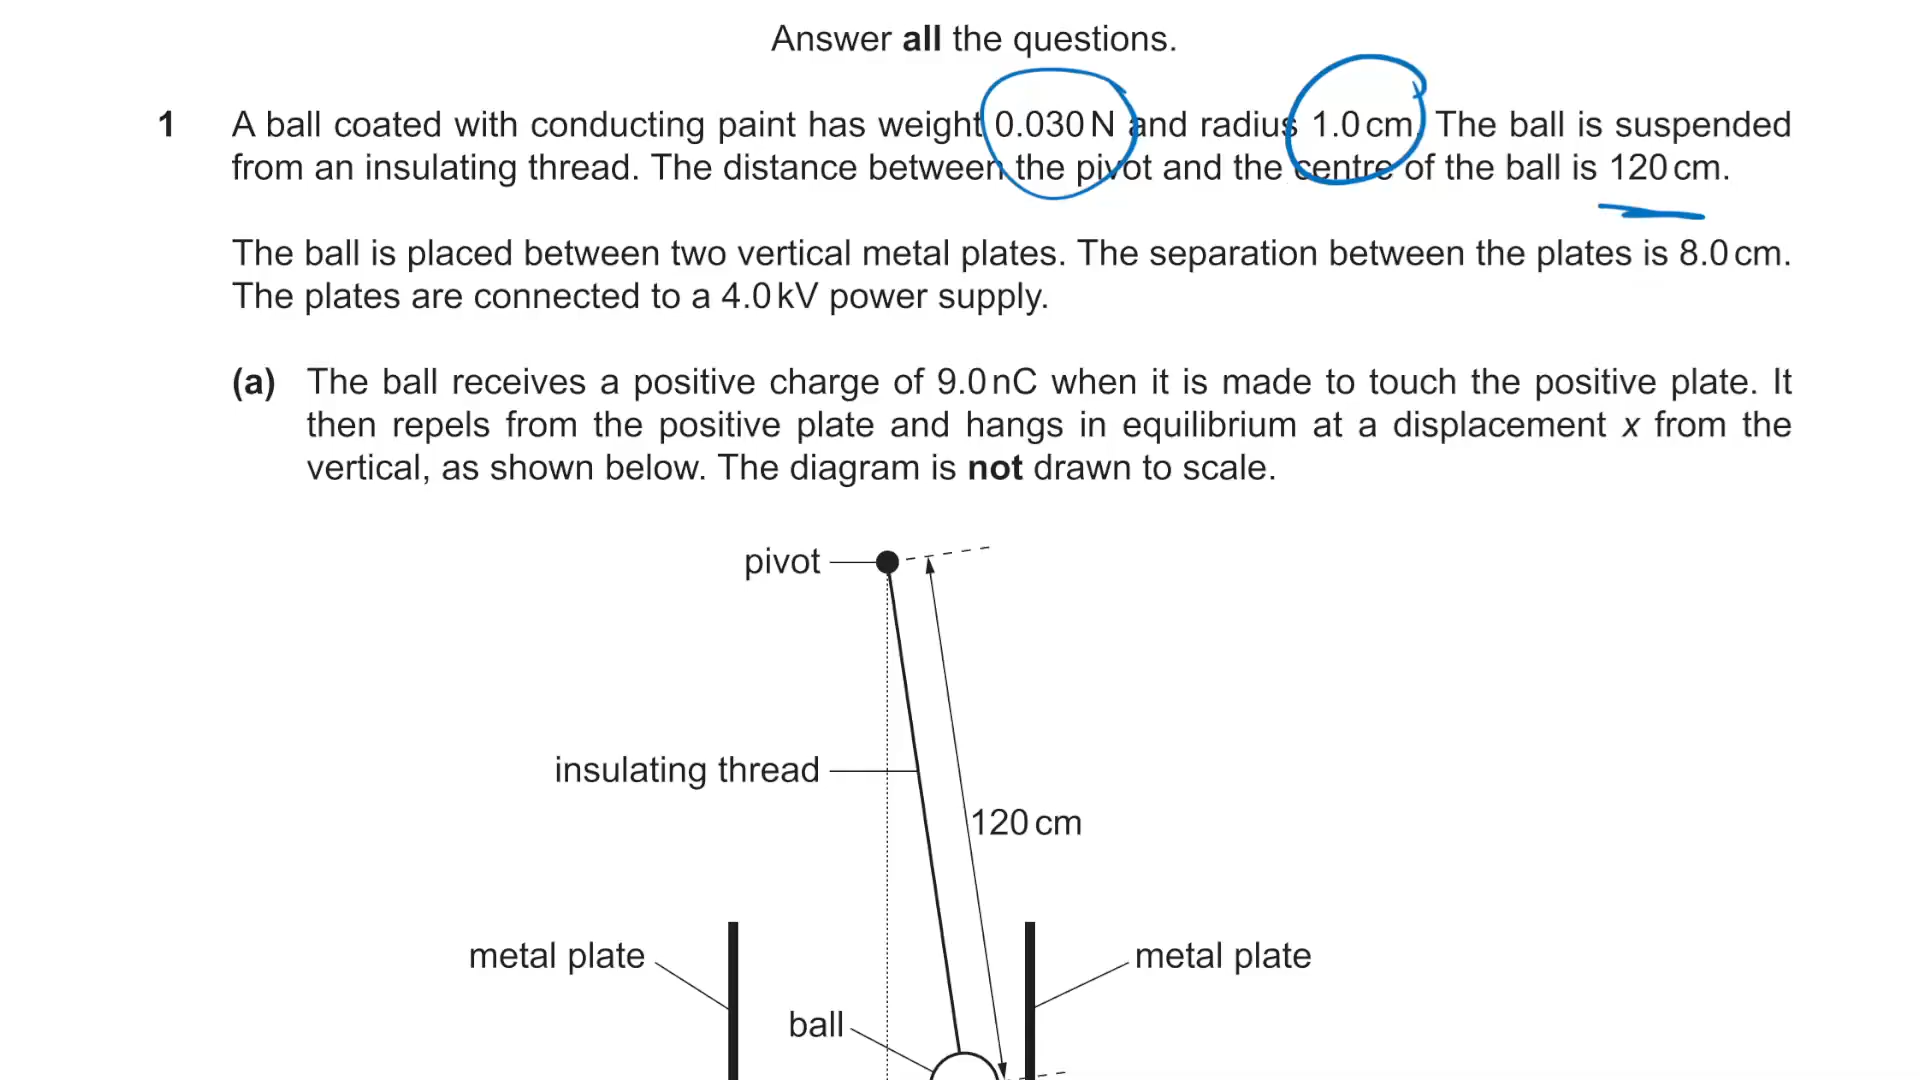 Answer all the questions.
1 A ball coated with conducting paint has weight 0.030 N and radius 1.0 cm. The ball is suspended
from an insulating thread. The distance between the pivot and the centre of the ball is 120 cm.
The ball is placed between two vertical metal plates. The separation between the plates is 8.0 cm.
The plates are connected to a 4.0 kV power supply.
(a) The ball receives a positive charge of 9.0 nC when it is made to touch the positive plate. It
then repels from the positive plate and hangs in equilibrium at a displacement x from the
vertical, as shown below. The diagram is not drawn to scale.
pivot
insulating thread
120 cm
metal plate
metal plate
ball